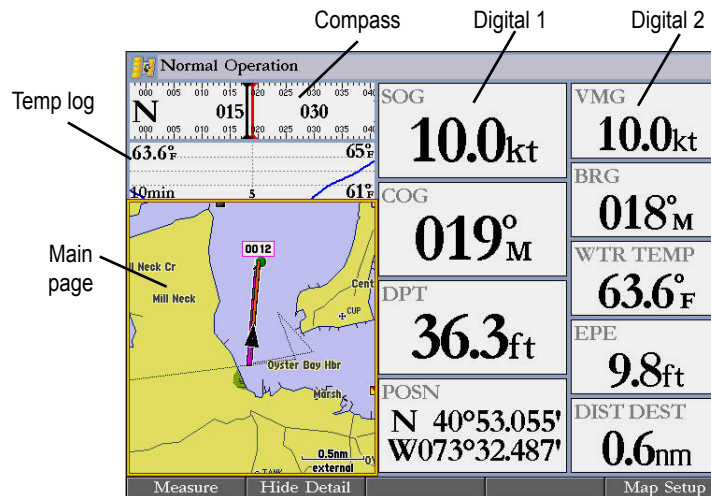 Compass
Digital 1
Digital 2
Temp log
Main page
Normal Operation
000 005 010 015 020 025 030 035 040
N 015 030
000 005 010 015 020 025 030 035 040
63.6°F 65°F
10min 5 61°F
0012
Mill Neck Cr
Mill Neck
Cent
CUP
Oyster Bay Hbr
Marsh
0.5nm
external
TANK
SOG
10.0kt
COG
019°M
DPT
36.3ft
POSN
N 40°53.055'
W073°32.487'
VMG
10.0kt
BRG
018°M
WTR TEMP
63.6°F
EPE
9.8ft
DIST DEST
0.6nm
Measure
Hide Detail
Map Setup